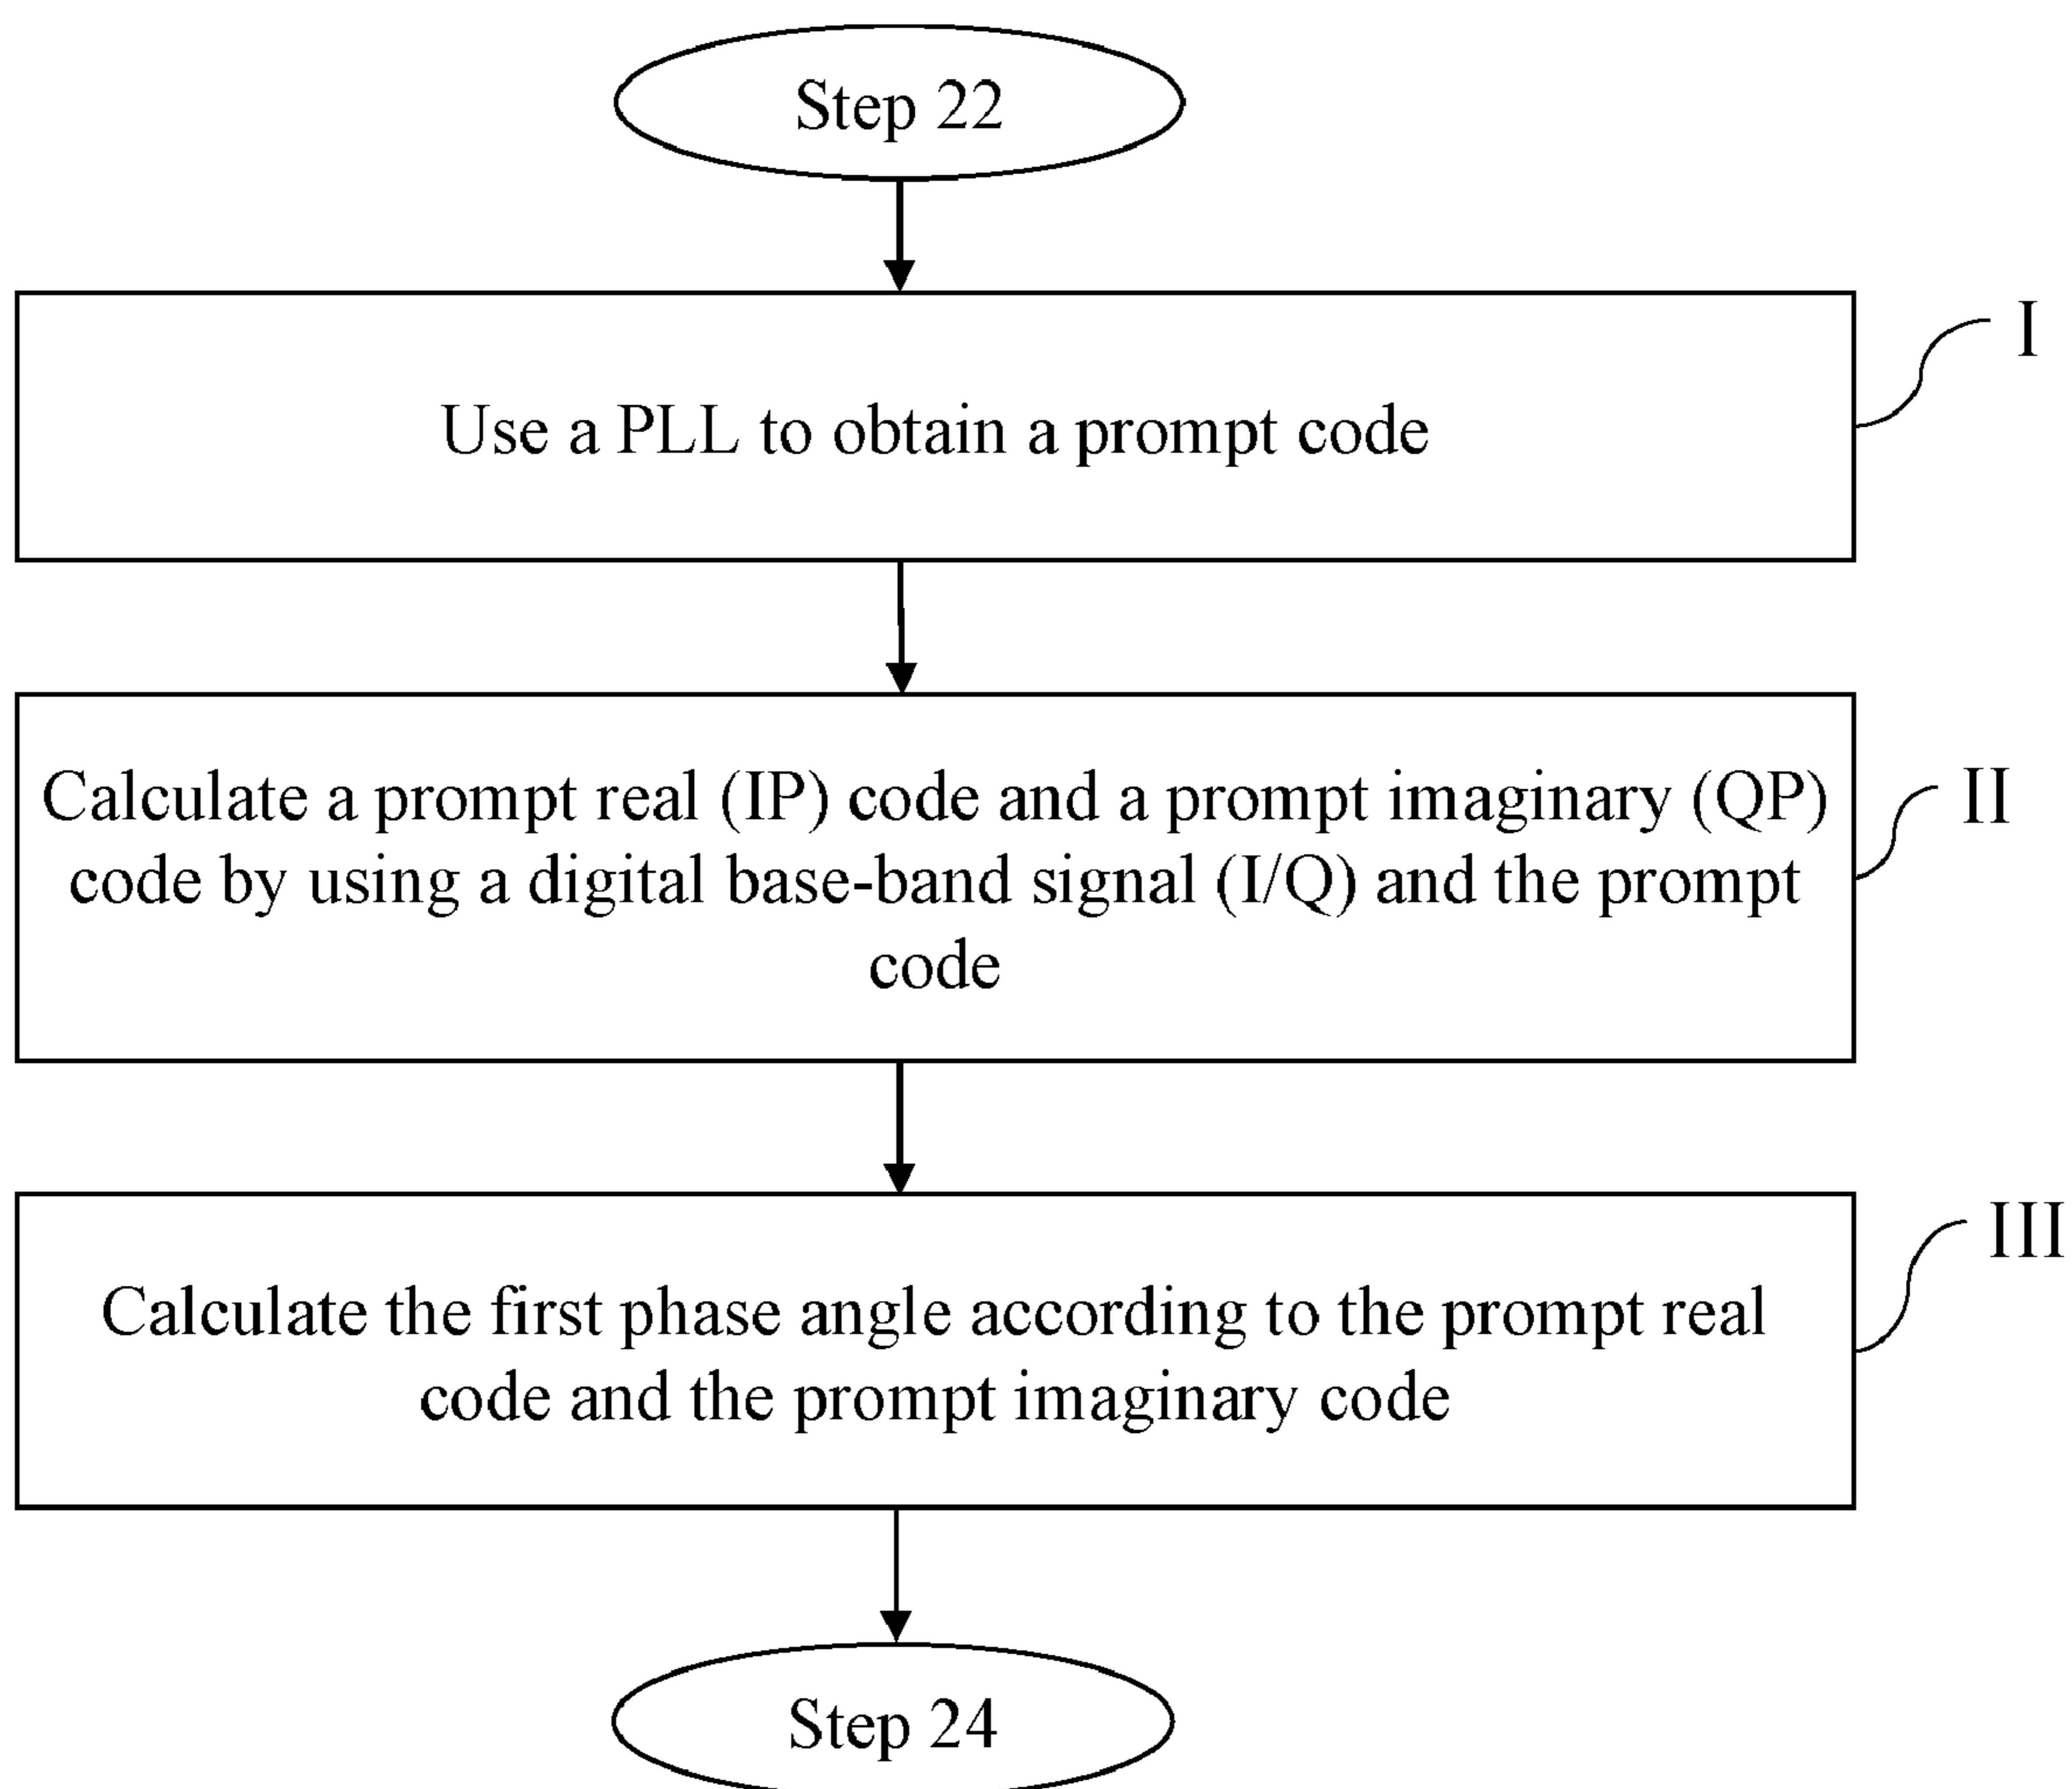 Step 22
I
Use a PLL to obtain a prompt code
Calculate a prompt real (IP) code and a prompt imaginary (QP)
II
code by using a digital base-band signal (I/Q) and the prompt
code
III
Calculate the first phase angle according to the prompt real
code and the prompt imaginary code
Step 24